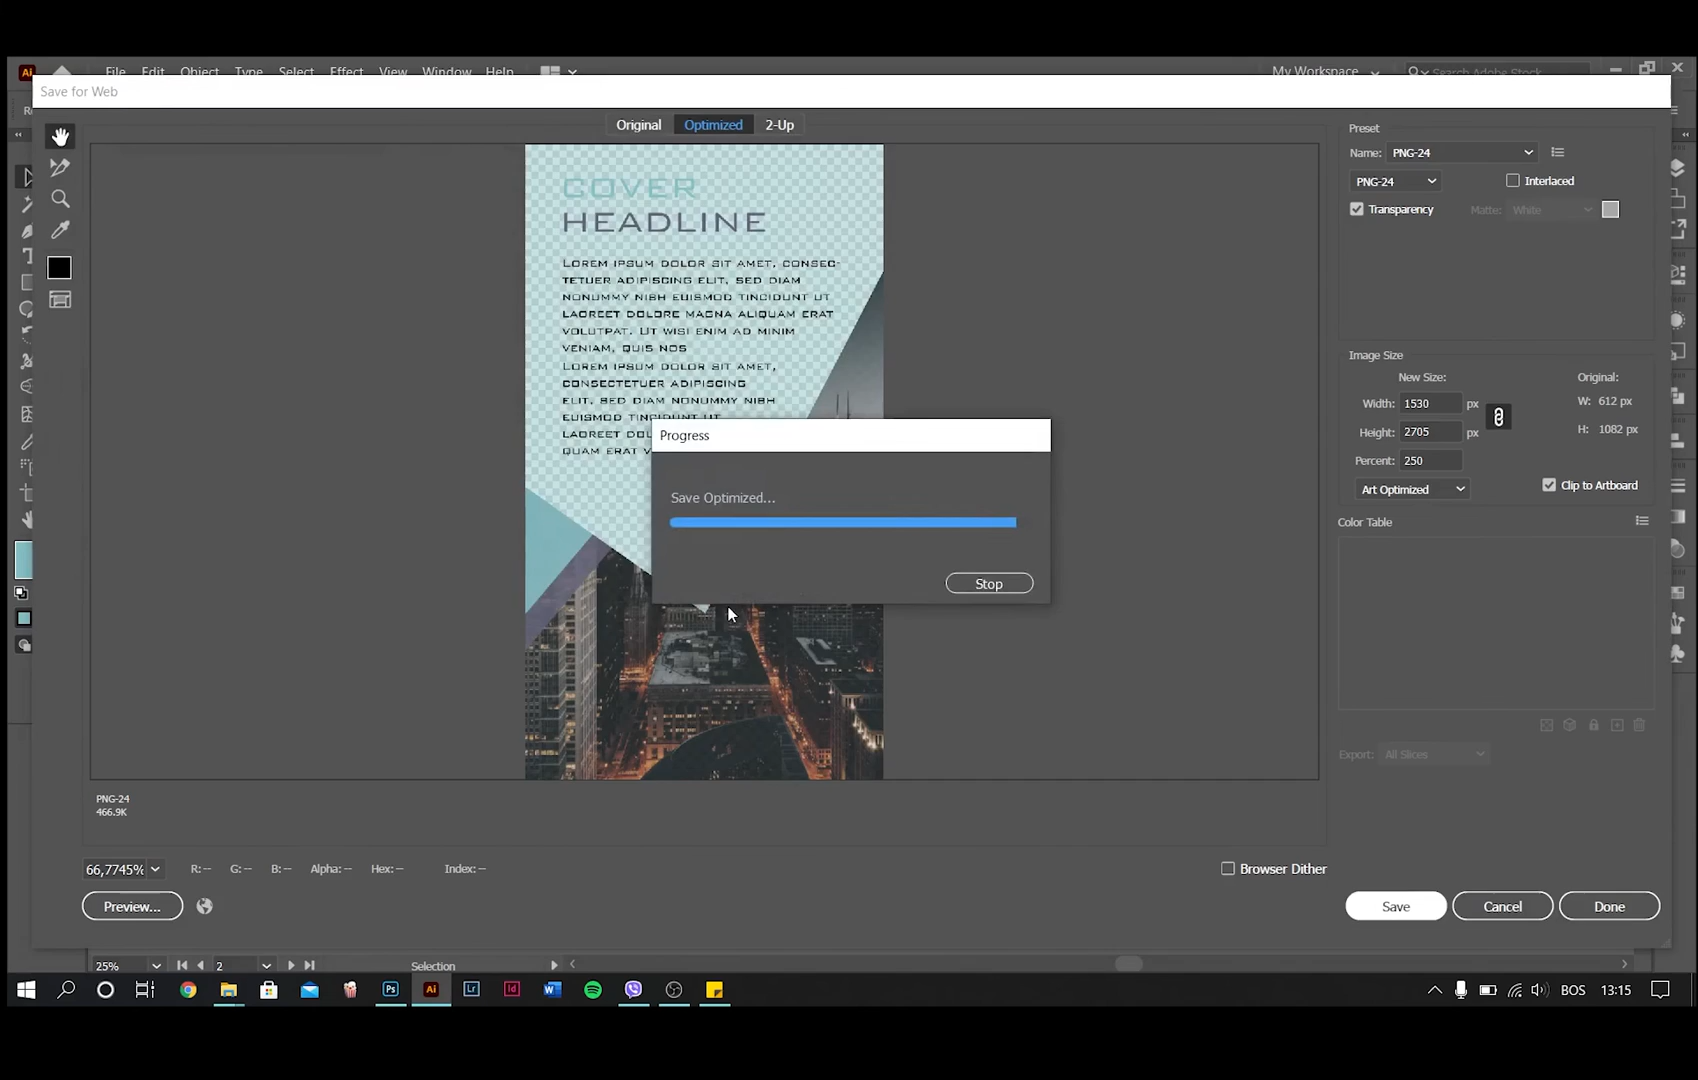 Ai File Edit Object Type Select Effect View Window Help My Workspace Search Adobe Stock
Save for Web
Original Optimized 2-Up
Preset
Name: PNG-24
PNG-24 Interlaced
Transparency Matte: White
COVER
HEADLINE
Lorem ipsum dolor sit amet, consec-
tetuer adipiscing elit, sed diam
nonummy nibh euismod tincidunt ut
laoreet dolore magna aliquam erat
volutpat. Ut wisi enim ad minim
veniam, quis nos
Lorem ipsum dolor sit amet,
consectetuer adipiscing
elit, sed diam nonummy nibh
euismod tincidunt ut
laoreet
quam erat v
Progress
Save Optimized...
Stop
Image Size
New Size: Original:
Width: 1530 px W: 612 px
Height: 2705 px H: 1082 px
Percent: 250
Art Optimized Clip to Artboard
Color Table
Export: All Slices
PNG-24
466.9K
66,7745% R: -- G: -- B: -- Alpha: -- Hex: -- Index: -- Browser Dither
Preview... Save Cancel Done
25% 2 Selection
Ps Ai Lr Id W BOS 13:15